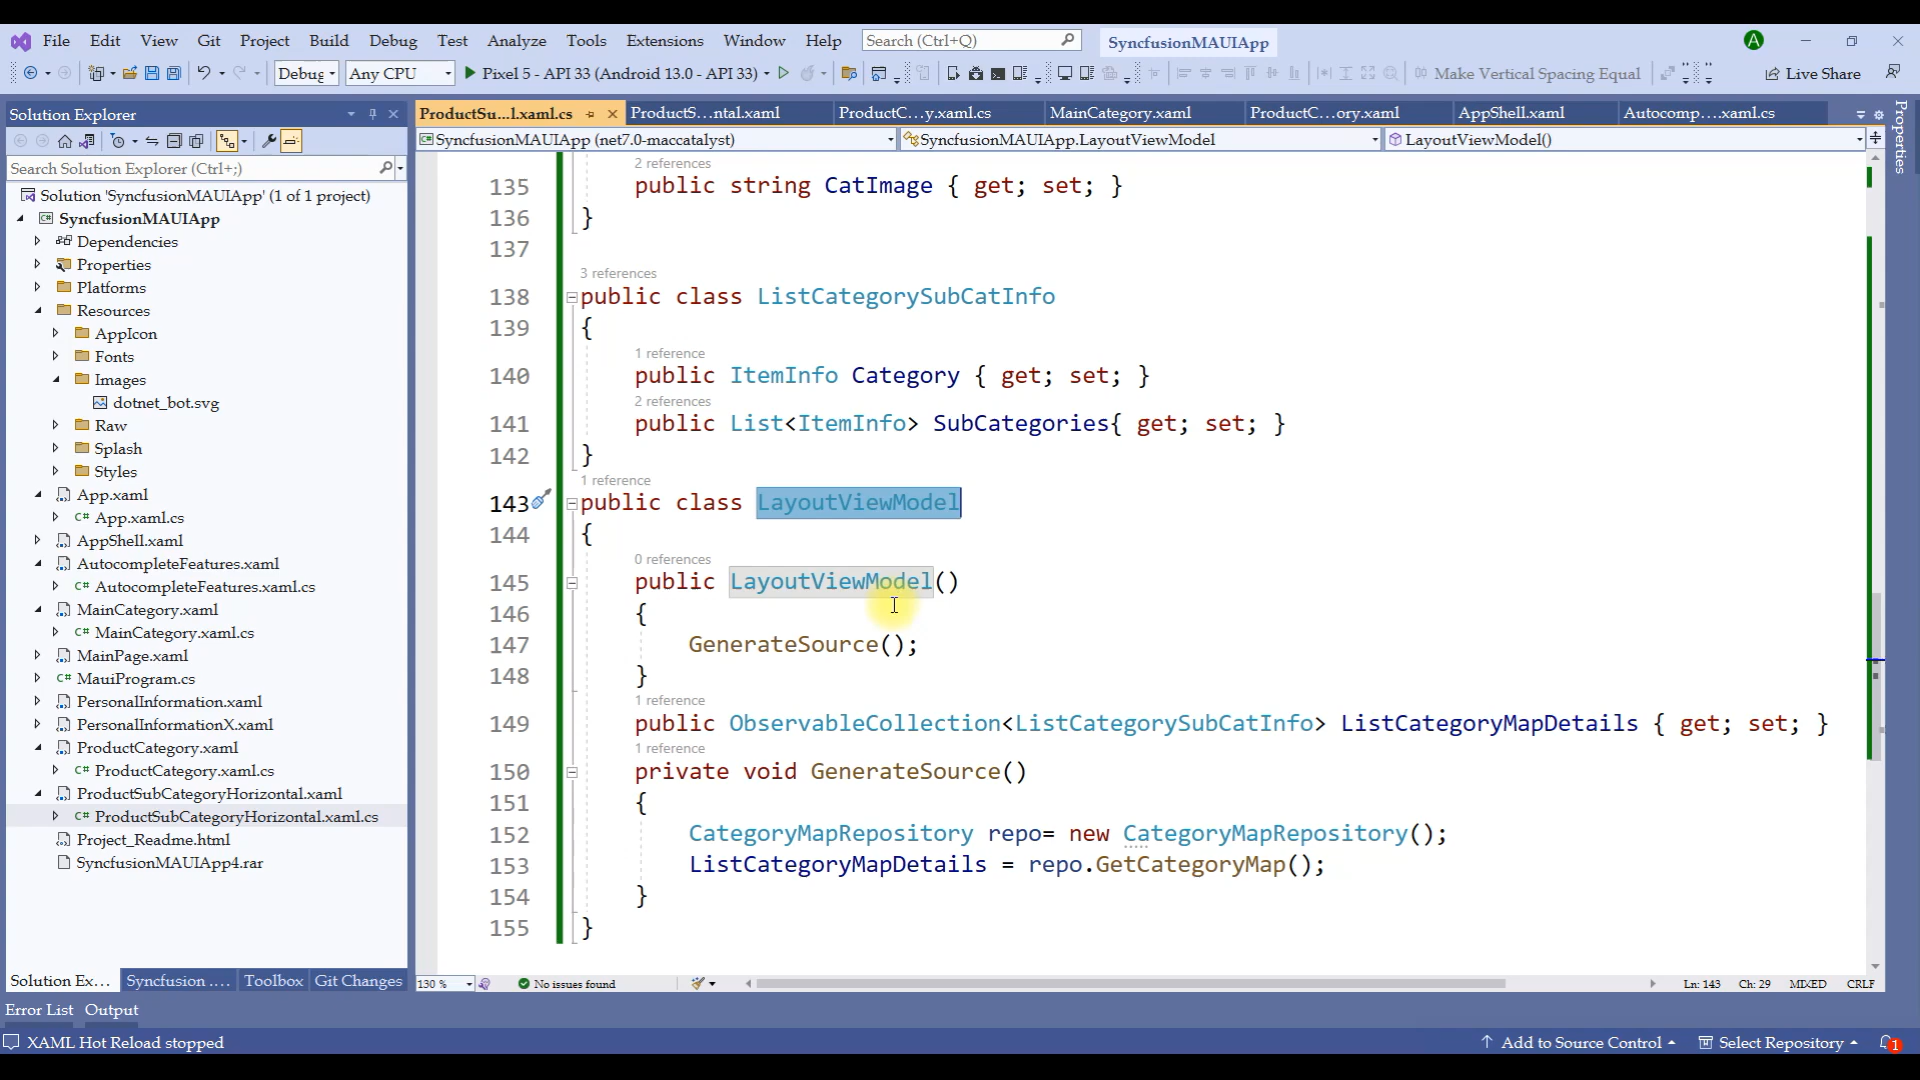 File Edit View Git Project Build Debug Test Analyze Tools Extensions Window Help Search (Ctrl+Q) SyncfusionMAUIApp A
Debug Any CPU Pixel 5 - API 33 (Android 13.0 - API 33) Make Vertical Spacing Equal Live Share
Solution Explorer
Search Solution Explorer (Ctrl+;)
Solution 'SyncfusionMAUIApp' (1 of 1 project)
SyncfusionMAUIApp
Dependencies
Properties
Platforms
Resources
AppIcon
Fonts
Images
dotnet_bot.svg
Raw
Splash
Styles
App.xaml
C# App.xaml.cs
AppShell.xaml
AutocompleteFeatures.xaml
C# AutocompleteFeatures.xaml.cs
MainCategory.xaml
C# MainCategory.xaml.cs
MainPage.xaml
C# MauiProgram.cs
PersonalInformation.xaml
PersonalInformationX.xaml
ProductCategory.xaml
C# ProductCategory.xaml.cs
ProductSubCategoryHorizontal.xaml
C# ProductSubCategoryHorizontal.xaml.cs
Project_Readme.html
SyncfusionMAUIApp4.rar
Solution Ex... Syncfusion .... Toolbox Git Changes
ProductSu...l.xaml.cs ProductS...ntal.xaml ProductC...y.xaml.cs MainCategory.xaml ProductC...ory.xaml AppShell.xaml Autocomp....xaml.cs
SyncfusionMAUIApp (net7.0-maccatalyst) SyncfusionMAUIApp.LayoutViewModel LayoutViewModel()
Properties
2 references
135 public string CatImage { get; set; }
136 }
137
3 references
138 public class ListCategorySubCatInfo
139 {
1 reference
140 public ItemInfo Category { get; set; }
2 references
141 public List<ItemInfo> SubCategories{ get; set; }
142 }
1 reference
143 public class LayoutViewModel
144 {
0 references
145 public LayoutViewModel()
146 {
147 GenerateSource();
148 }
1 reference
149 public ObservableCollection<ListCategorySubCatInfo> ListCategoryMapDetails { get; set; }
1 reference
150 private void GenerateSource()
151 {
152 CategoryMapRepository repo= new CategoryMapRepository();
153 ListCategoryMapDetails = repo.GetCategoryMap();
154 }
155 }
130 % No issues found Ln: 143 Ch: 29 MIXED CRLF
Error List Output
XAML Hot Reload stopped Add to Source Control Select Repository 1